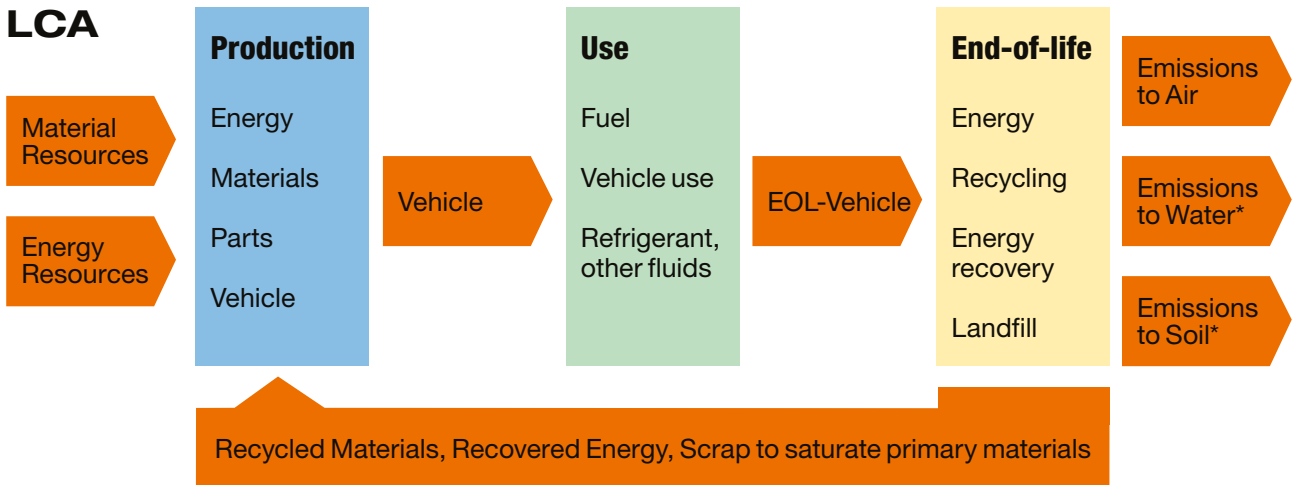 LCA
Material
Resources
Energy
Resources
Production
Energy
Materials
Parts
Vehicle
Vehicle
Use
Fuel
Vehicle use
Refrigerant,
other fluids
EOL-Vehicle
End-of-life
Energy
Recycling
Energy
recovery
Landfill
Emissions
to Air
Emissions
to Water*
Emissions
to Soil*
Recycled Materials, Recovered Energy, Scrap to saturate primary materials